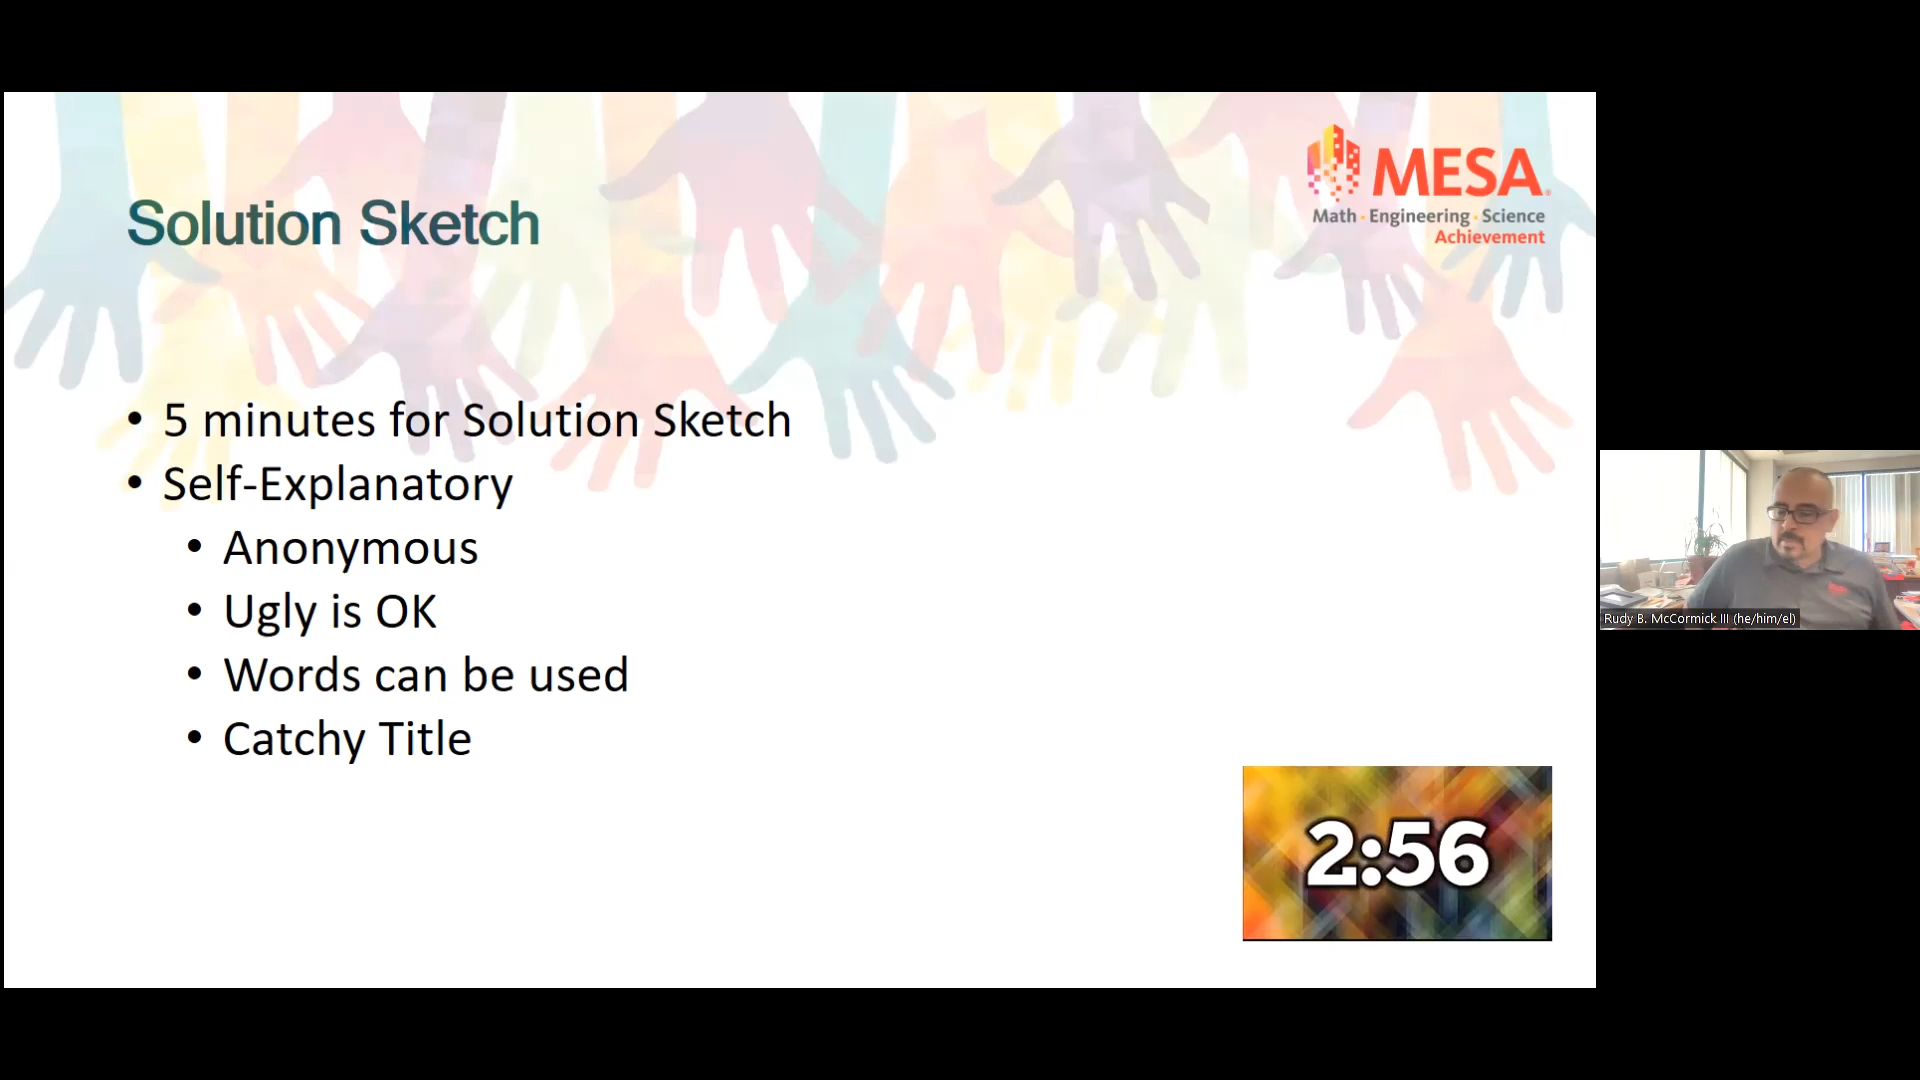 Solution Sketch
MESA
Math · Engineering · Science
Achievement
• 5 minutes for Solution Sketch
• Self-Explanatory
• Anonymous
• Ugly is OK
• Words can be used
• Catchy Title
2:56
Rudy B. McCormick III (he/him/el)